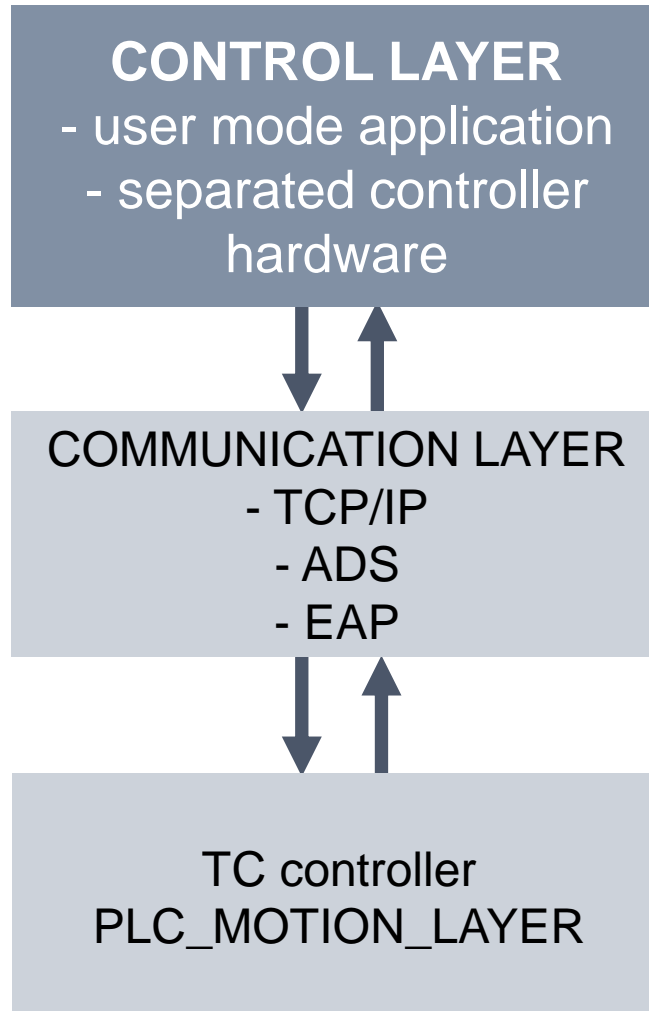 CONTROL LAYER
- user mode application
- separated controller
hardware
COMMUNICATION LAYER
- TCP/IP
- ADS
- EAP
TC controller
PLC_MOTION_LAYER